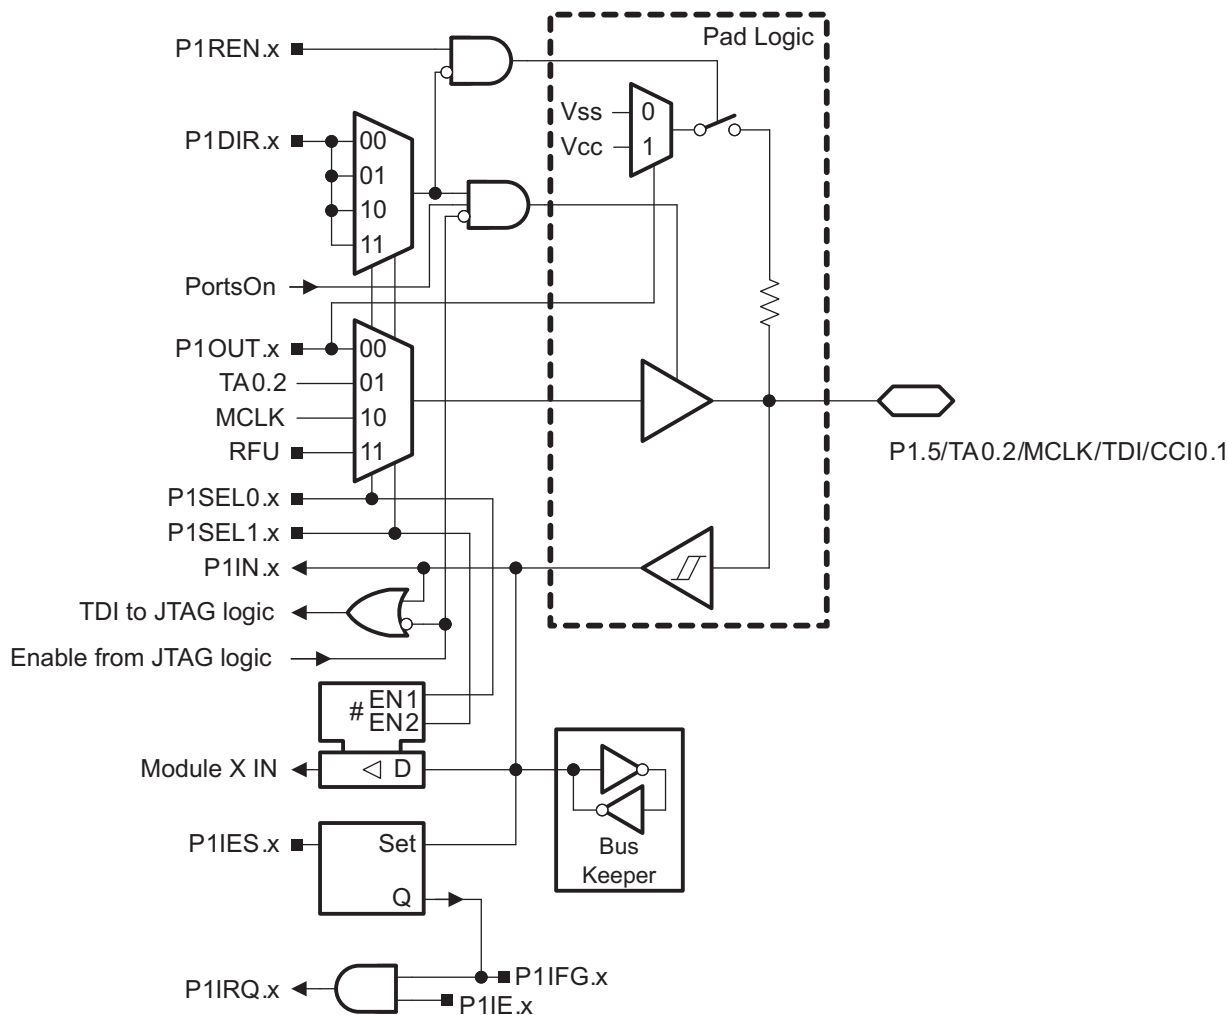 Pad Logic
P1REN.x
Vss
0
Vcc
1
P1DIR.x
00
01
10
11
PortsOn
P1OUT.x
00
TA0.2
01
MCLK
10
RFU
11
P1.5/TA0.2/MCLK/TDI/CCI0.1
P1SEL0.x
P1SEL1.x
P1IN.x
TDI to JTAG logic
Enable from JTAG logic
# EN1
EN2
Module X IN
D
P1IES.x
Set
Q
Bus
Keeper
P1IRQ.x
P1IFG.x
P1IE.x